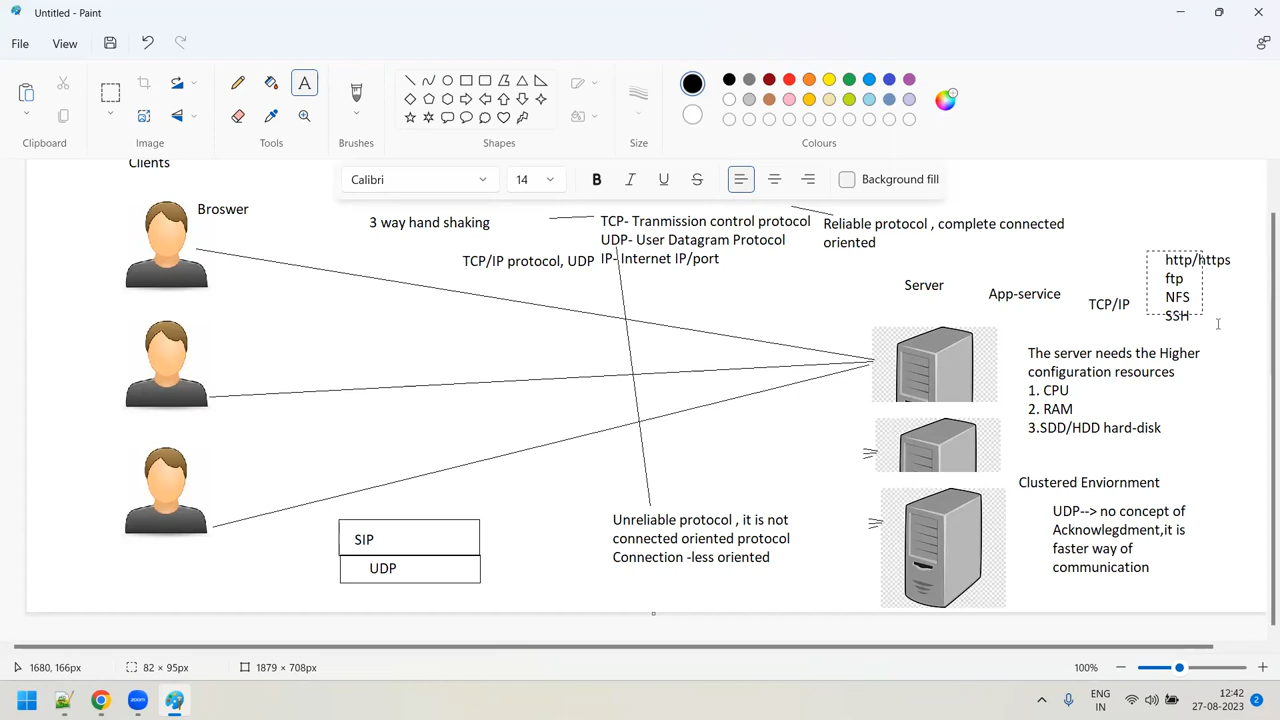 Untitled - Paint
File
View
Clipboard
Image
Tools
Brushes
Shapes
Size
Colours
Calibri
14
B
I
U
S
Background fill
Clients
Broswer
3 way hand shaking
TCP- Tranmission control protocol
UDP- User Datagram Protocol
IP- Internet IP/port
TCP/IP protocol, UDP
Reliable protocol , complete connected
oriented
Server
App-service
TCP/IP
http/https
ftp
NFS
SSH
The server needs the Higher
configuration resources
1. CPU
2. RAM
3.SDD/HDD hard-disk
Clustered Enviornment
UDP--> no concept of
Acknowlegdment,it is
faster way of
communication
Unreliable protocol , it is not
connected oriented protocol
Connection -less oriented
SIP
UDP
1680, 166px
82 × 95px
1879 × 708px
100%
zoom
ENG
IN
12:42
27-08-2023
2